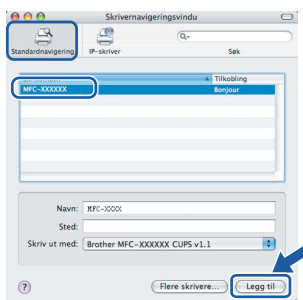 Skrivernavigeringsvindu
Standardnavigering IP-skriver Søk
Tilkobling
MFC-XXXXXX Bonjour
Navn: MFC-XXXX
Sted:
Skriv ut med: Brother MFC-XXXXXX CUPS v1.1
? Flere skrivere... Legg til